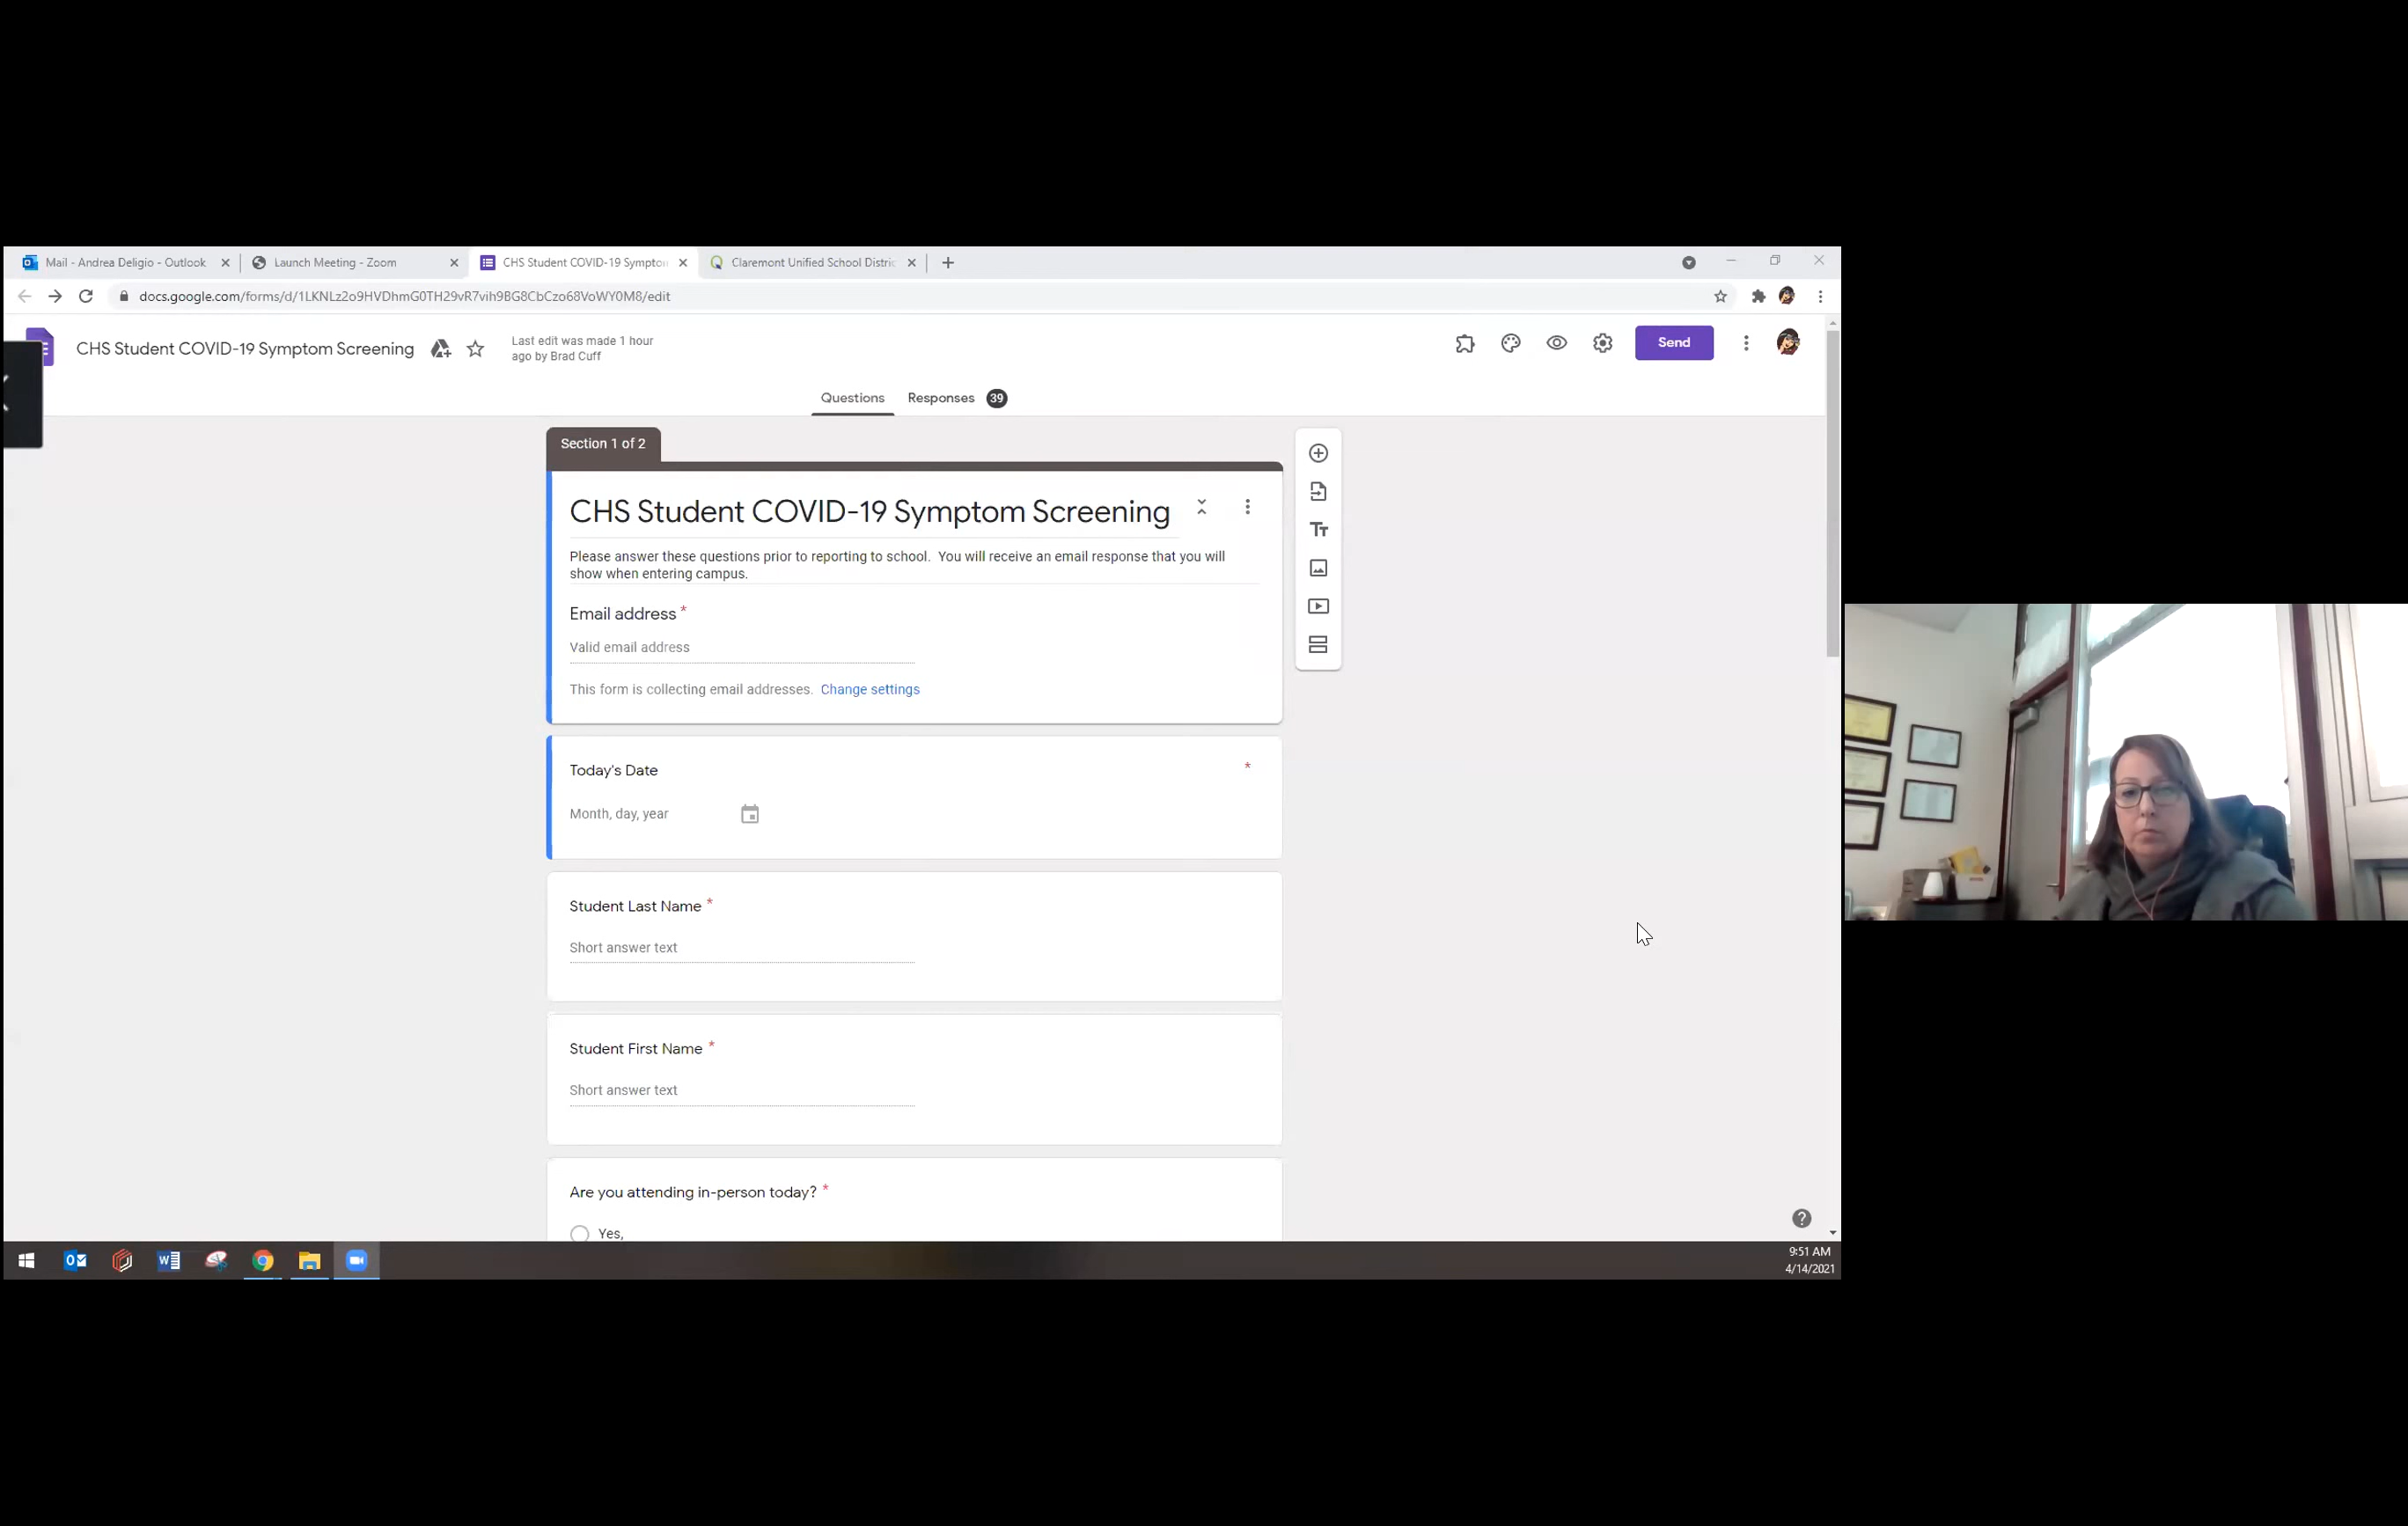 Mail - Andrea Deligio - Outlook
Launch Meeting - Zoom
CHS Student COVID-19 Sympton
Claremont Unified School Distric
docs.google.com/forms/d/1LKNLz2o9HVDhmG0TH29vR7vih9BG8CbCzo68VoWY0M8/edit
CHS Student COVID-19 Symptom Screening
Last edit was made 1 hour
ago by Brad Cuff
Send
Questions
Responses 39
Section 1 of 2
CHS Student COVID-19 Symptom Screening
Please answer these questions prior to reporting to school. You will receive an email response that you will
show when entering campus.
Email address *
Valid email address
This form is collecting email addresses. Change settings
Today's Date *
Month, day, year
Student Last Name *
Short answer text
Student First Name *
Short answer text
Are you attending in-person today? *
Yes,
9:51 AM
4/14/2021